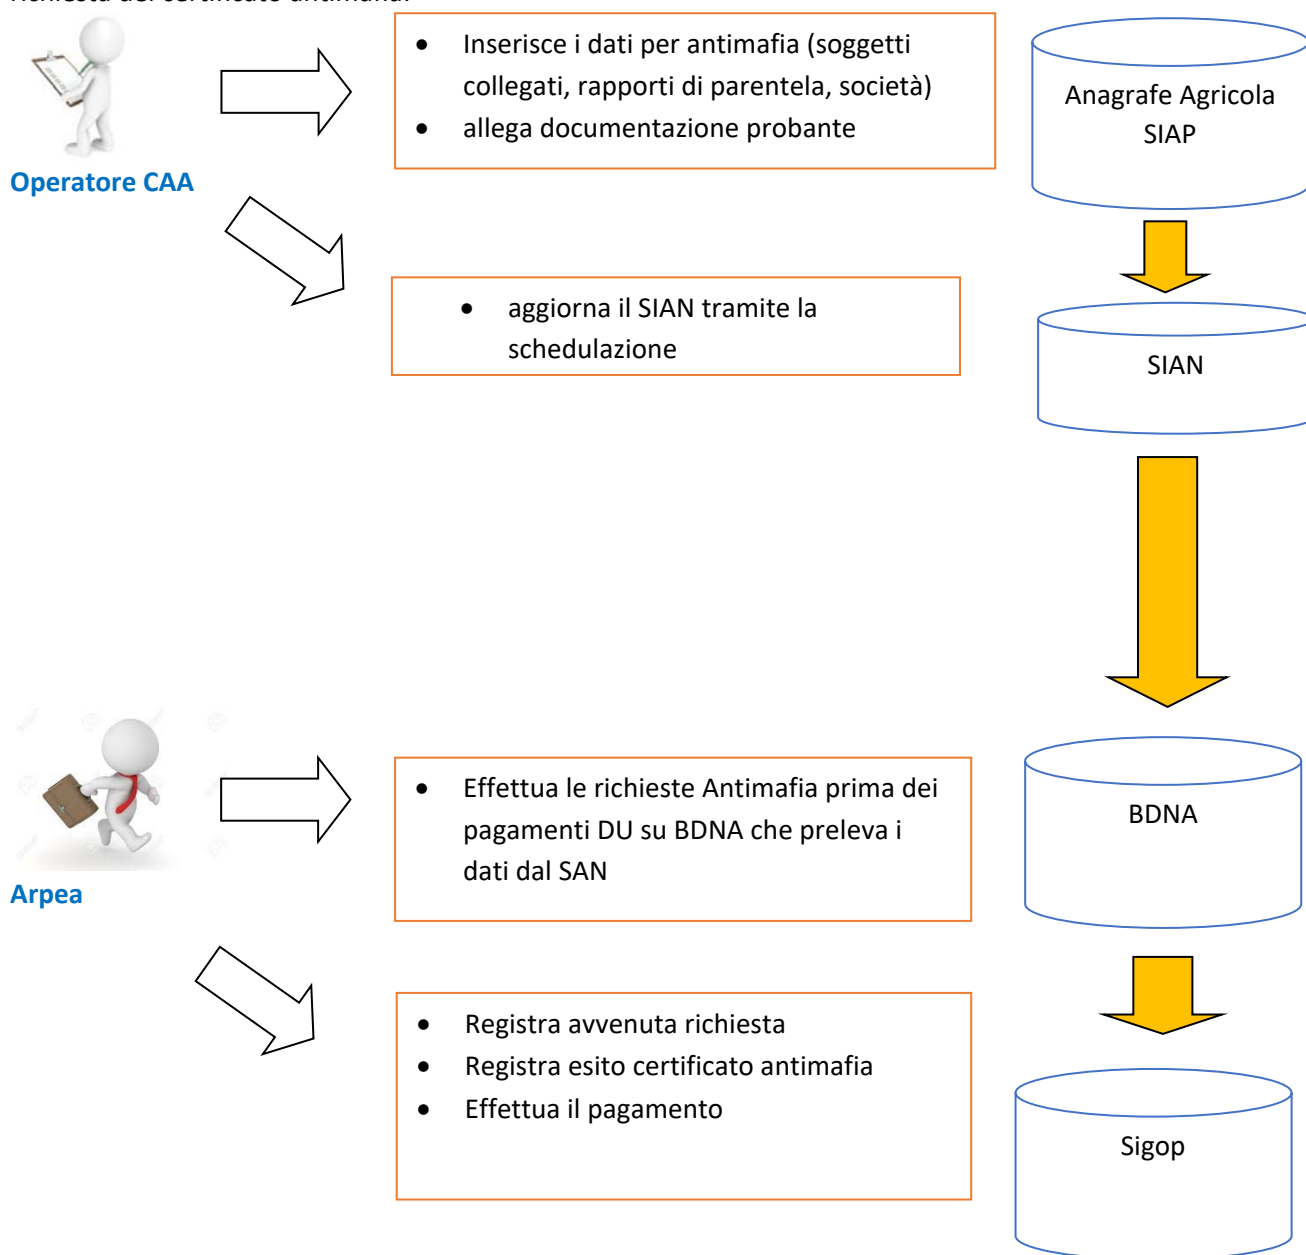 • Inserisce i dati per antimafia (soggetti
collegati, rapporti di parentela, società)
• allega documentazione probante
Anagrafe Agricola
SIAP
Operatore CAA
• aggiorna il SIAN tramite la
schedulazione
SIAN
• Effettua le richieste Antimafia prima dei
pagamenti DU su BDNA che preleva i
dati dal SAN
BDNA
Arpea
• Registra avvenuta richiesta
• Registra esito certificato antimafia
• Effettua il pagamento
Sigop